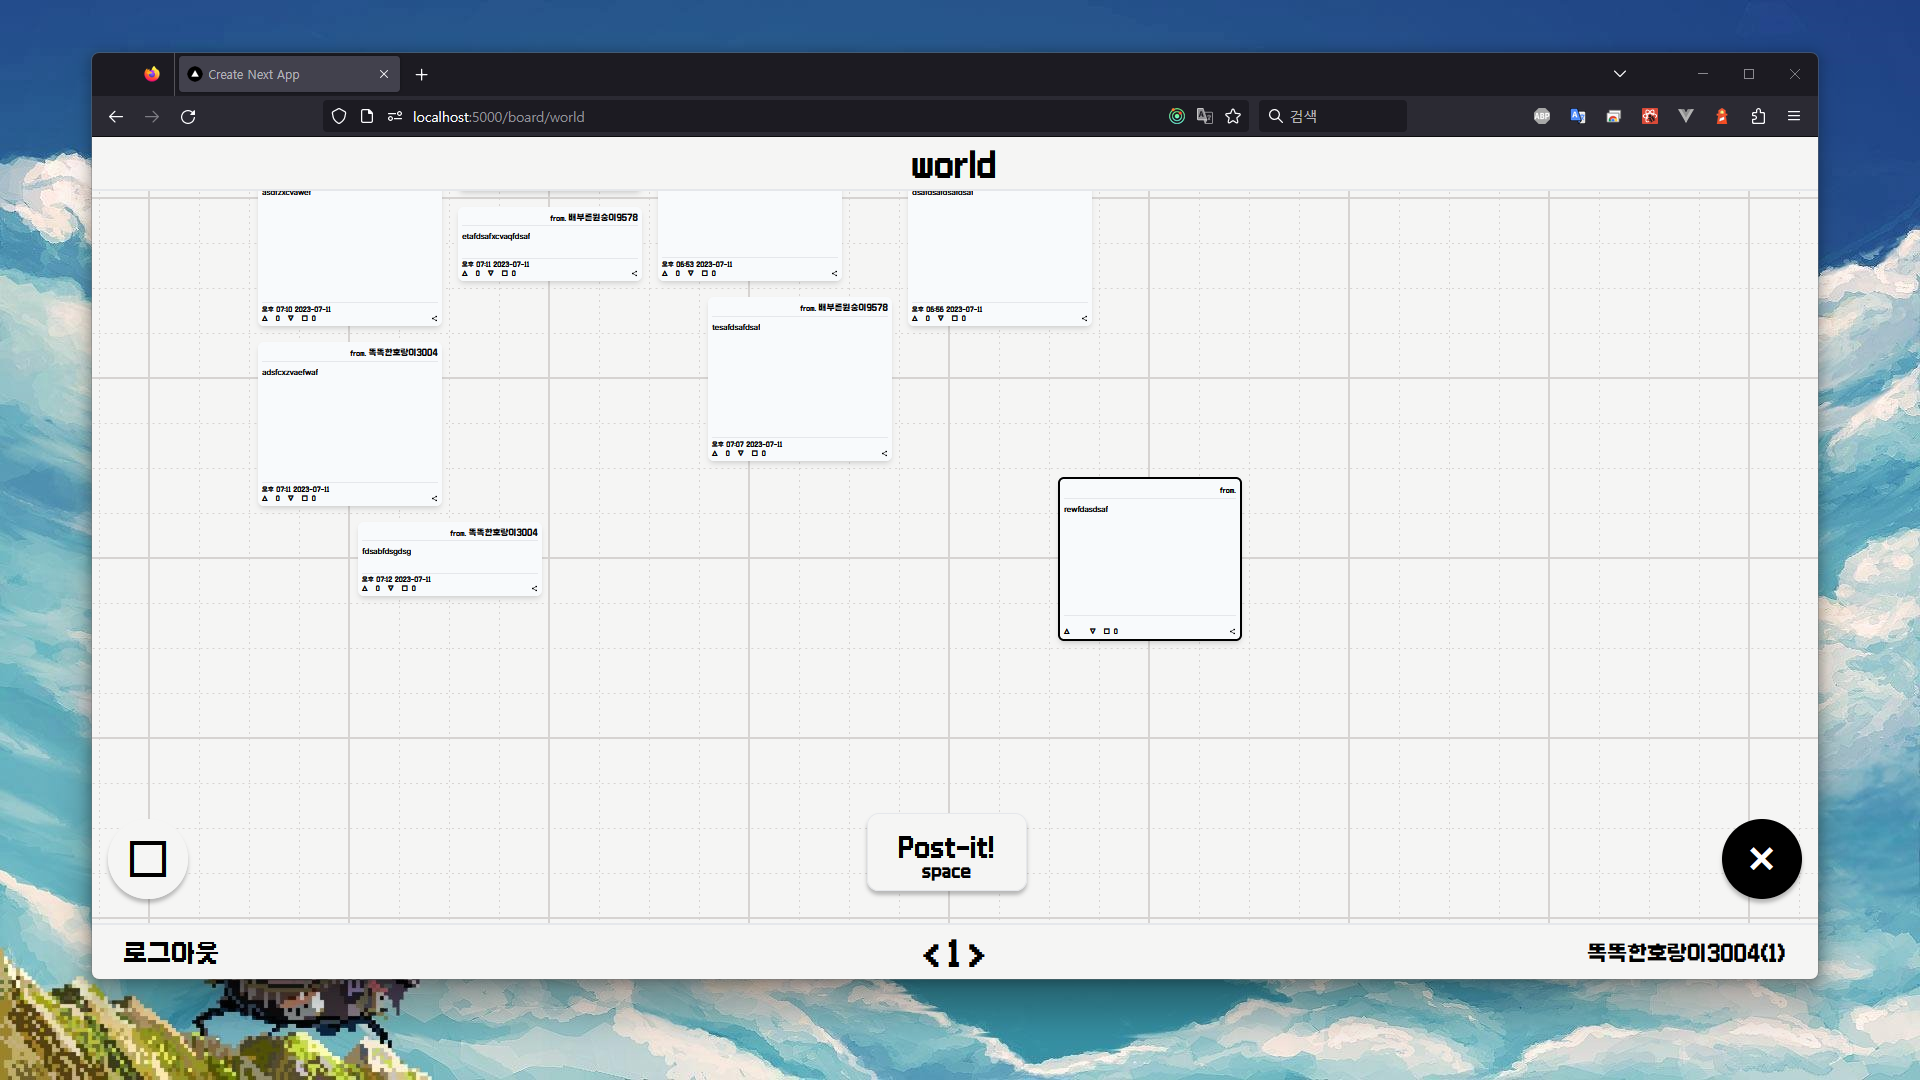 Create Next App
localhost:5000/board/world
검색
ABP
world
asdfzxcvawef
from. 배부른원숭이9578
etafdsafxcvaqfdsaf
오후 07:11 2023-07-11
0 0
오후 06:53 2023-07-11
0 0
dsafdsafdsafdsaf
오후 07:10 2023-07-11
0 0
오후 06:56 2023-07-11
0 0
from. 배부른원숭이9578
tesafdsafdsaf
오후 07:07 2023-07-11
0 0
from. 똑똑한호랑이3004
adsfcxzvaefwaf
오후 07:11 2023-07-11
0 0
from.
rewfdasdsaf
0
from. 똑똑한호랑이3004
fdsabfdsgdsg
오후 07:12 2023-07-11
0 0
Post-it!
space
로그아웃
< 1 >
똑똑한호랑이3004(1)